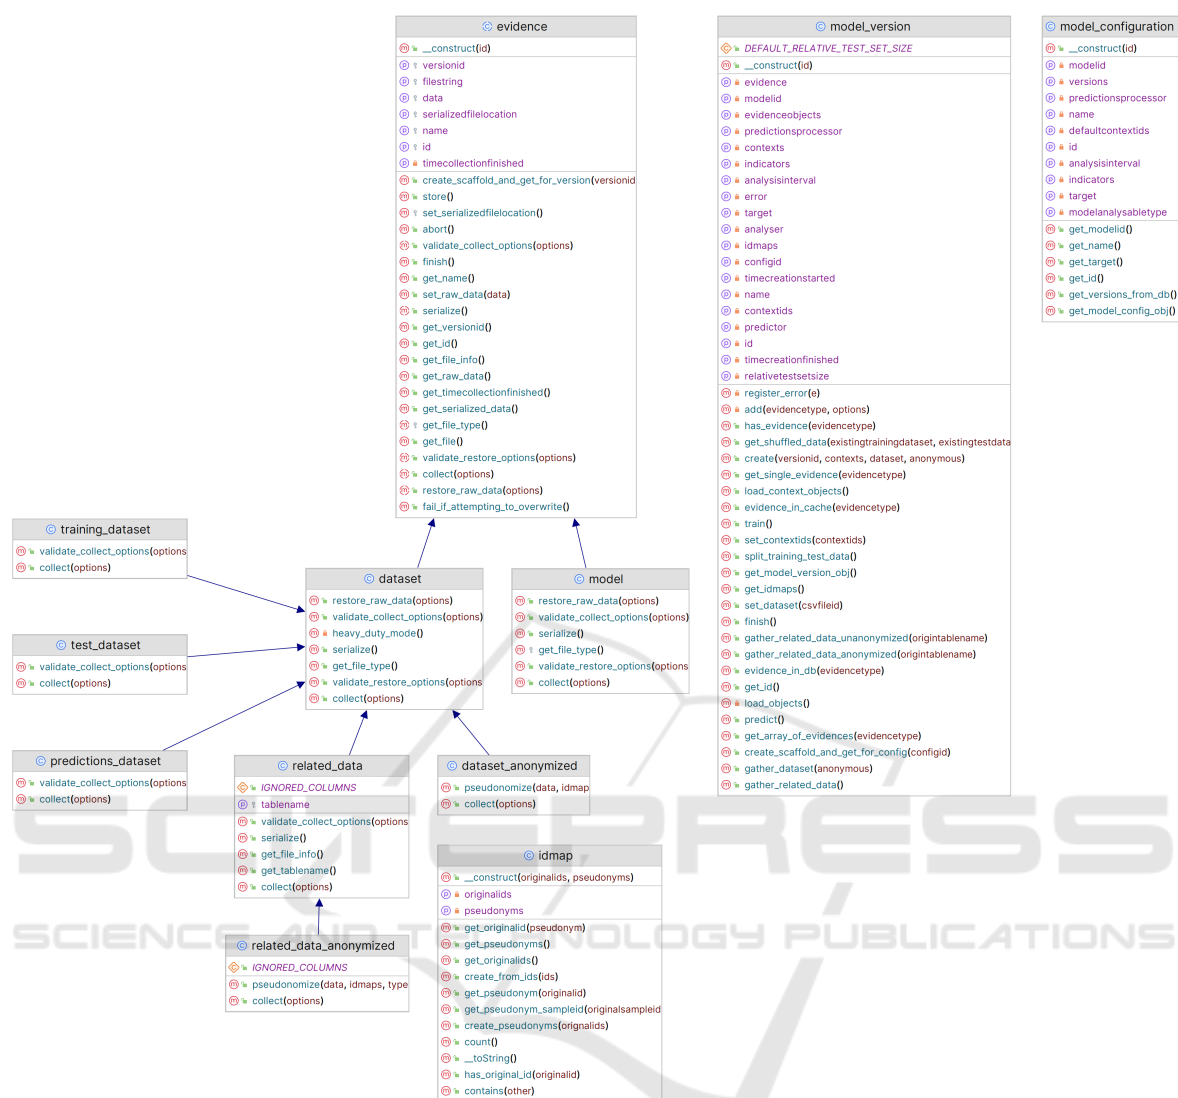 evidence
__construct(id)
versionid
filestring
data
serializedfilelocation
name
id
timecollectionfinished
create_scaffold_and_get_for_version(versionid
store()
set_serializedfilelocation()
abort()
validate_collect_options(options)
finish()
get_name()
set_raw_data(data)
serialize()
get_versionid()
get_id()
get_file_info()
get_raw_data()
get_timecollectionfinished()
get_serialized_data()
get_file_type()
get_file()
validate_restore_options(options)
collect(options)
restore_raw_data(options)
fail_if_attempting_to_overwrite()
model_version
DEFAULT_RELATIVE_TEST_SET_SIZE
__construct(id)
evidence
modelid
evidenceobjects
predictionsprocessor
contexts
indicators
analysisinterval
error
target
analyser
idmaps
configid
timecreationstarted
name
contextids
predictor
id
timecreationfinished
relativetestsetsize
register_error(e)
add(evidencetype, options)
has_evidence(evidencetype)
get_shuffled_data(existingtrainingdataset, existingtestdata
create(versionid, contexts, dataset, anonymous)
get_single_evidence(evidencetype)
load_context_objects()
evidence_in_cache(evidencetype)
train()
set_contextids(contextids)
split_training_test_data()
get_model_version_obj()
get_idmaps()
set_dataset(csvfileid)
finish()
gather_related_data_unanonymized(origintablename)
gather_related_data_anonymized(origintablename)
evidence_in_db(evidencetype)
get_id()
load_objects()
predict()
get_array_of_evidences(evidencetype)
create_scaffold_and_get_for_config(configid)
gather_dataset(anonymous)
gather_related_data()
model_configuration
__construct(id)
modelid
versions
predictionsprocessor
name
defaultcontextids
id
analysisinterval
indicators
target
modelanalysabletype
get_modelid()
get_name()
get_target()
get_id()
get_versions_from_db()
get_model_config_obj()
training_dataset
validate_collect_options(options
collect(options)
test_dataset
validate_collect_options(options
collect(options)
predictions_dataset
validate_collect_options(options
collect(options)
dataset
restore_raw_data(options)
validate_collect_options(options)
heavy_duty_mode()
serialize()
get_file_type()
validate_restore_options(options
collect(options)
model
restore_raw_data(options)
validate_collect_options(options)
serialize()
get_file_type()
validate_restore_options(options
collect(options)
related_data
IGNORED_COLUMNS
tablename
validate_collect_options(options
serialize()
get_file_info()
get_tablename()
collect(options)
dataset_anonymized
pseudonomize(data, idmap
collect(options)
related_data_anonymized
IGNORED_COLUMNS
pseudonomize(data, idmaps, type
collect(options)
idmap
__construct(originalids, pseudonyms)
originalids
pseudonyms
get_originalid(pseudonym)
get_pseudonyms()
get_originalids()
create_from_ids(ids)
get_pseudonym(originalid)
get_pseudonym_sampleid(originalsampleid
create_pseudonyms(orignalids)
count()
__toString()
has_original_id(originalid)
contains(other)
SCITEPRESS
SCIENCE AND TECHNOLOGY PUBLICATIONS